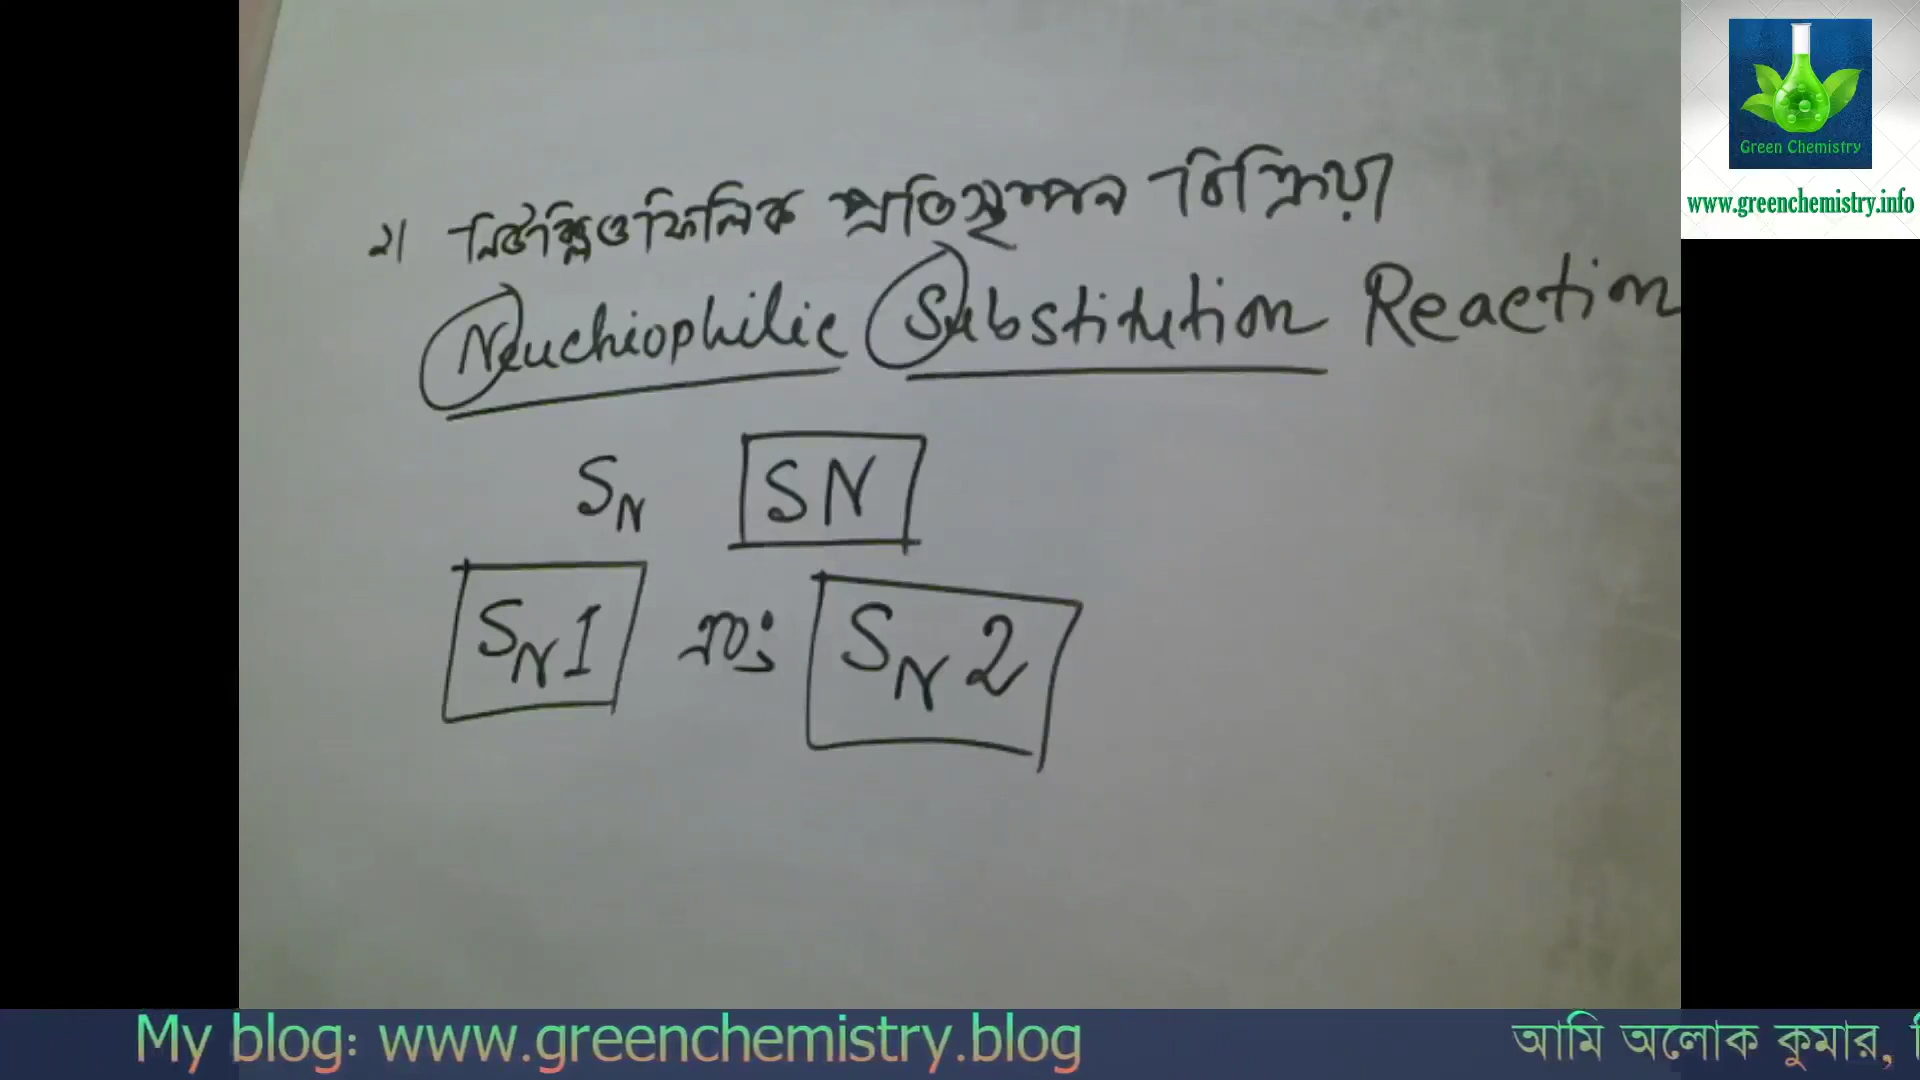 Green Chemistry
www.greenchemistry.info
২। নিউক্লিওফিলিক প্রতিস্থাপন বিক্রিয়া
Neuchiophilic Substitution Reaction
SN SN
SN1 এবং SN2
My blog: www.greenchemistry.blog
আমি অলোক কুমার,